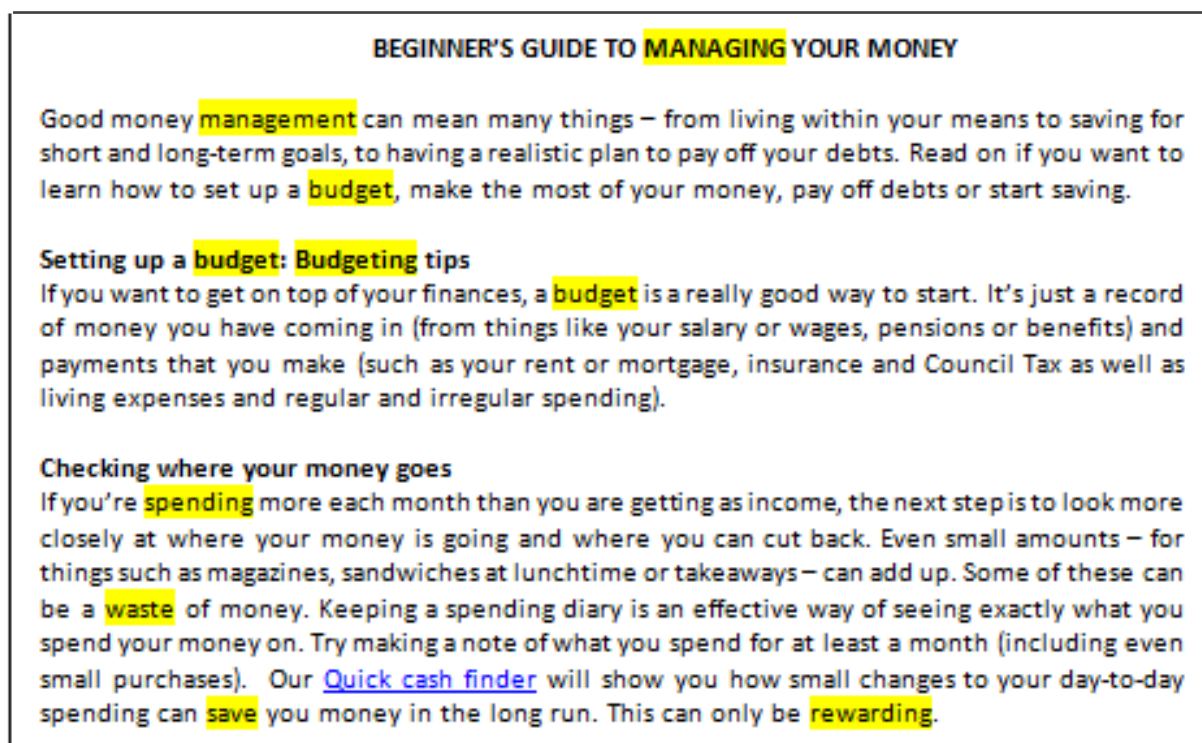 BEGINNER’S GUIDE TO MANAGING YOUR MONEY
Good money management can mean many things – from living within your means to saving for
short and long-term goals, to having a realistic plan to pay off your debts. Read on if you want to
learn how to set up a budget, make the most of your money, pay off debts or start saving.
Setting up a budget: Budgeting tips
If you want to get on top of your finances, a budget is a really good way to start. It’s just a record
of money you have coming in (from things like your salary or wages, pensions or benefits) and
payments that you make (such as your rent or mortgage, insurance and Council Tax as well as
living expenses and regular and irregular spending).
Checking where your money goes
If you’re spending more each month than you are getting as income, the next step is to look more
closely at where your money is going and where you can cut back. Even small amounts – for
things such as magazines, sandwiches at lunchtime or takeaways – can add up. Some of these can
be a waste of money. Keeping a spending diary is an effective way of seeing exactly what you
spend your money on. Try making a note of what you spend for at least a month (including even
small purchases).  Our Quick cash finder will show you how small changes to your day-to-day
spending can save you money in the long run. This can only be rewarding.